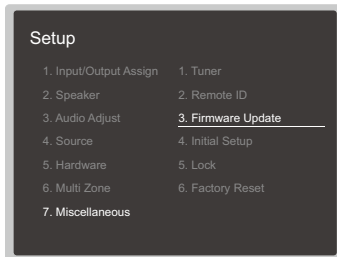 Setup
1. Input/Output Assign 1. Tuner
2. Speaker 2. Remote ID
3. Audio Adjust 3. Firmware Update
4. Source 4. Initial Setup
5. Hardware 5. Lock
6. Multi Zone 6. Factory Reset
7. Miscellaneous